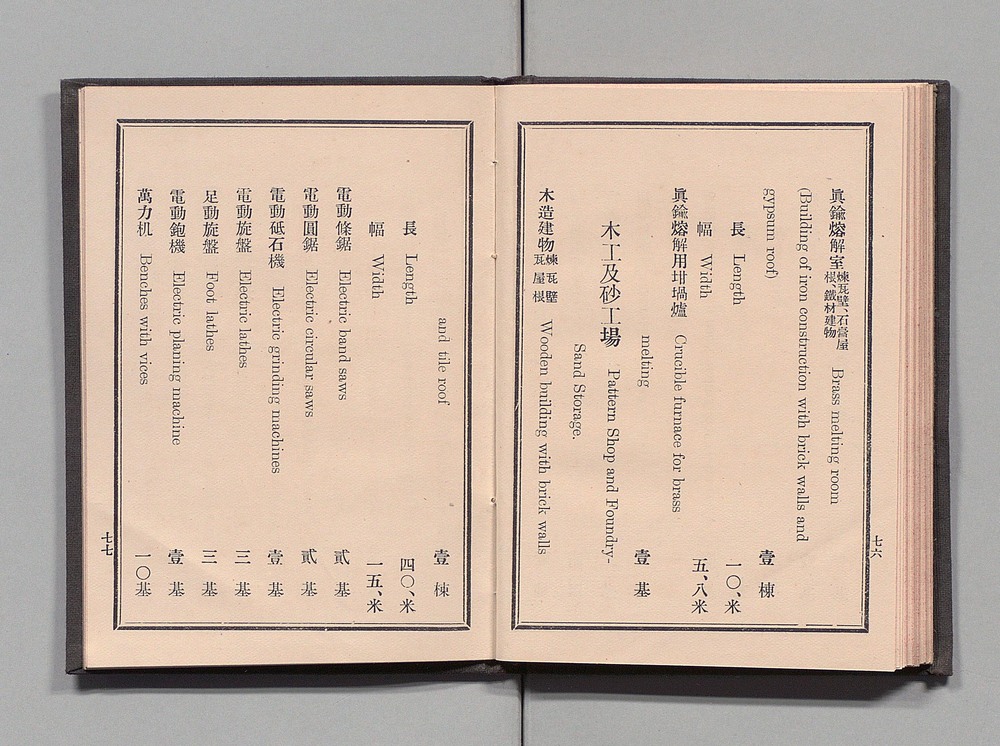 眞鍮熔解室 煉瓦壁、石膏屋根、鐵材建物 Brass melting room
(Building of iron construction with brick walls and
gypsum roof) 壹棟
長 Length 一〇、米
幅 Width 五、八米
眞鍮熔解用坩堝爐 Crucible furnace for brass
melting 壹基
木工及砂工場 Pattern Shop and Foundry-
Sand Storage.
木造建物 煉瓦壁瓦屋根 Wooden building with brick walls
七六
and tile roof 壹棟
長 Length 四〇、米
幅 Width 一五、米
電動條鋸 Electric band saws 貳基
電動圓鋸 Electric circular saws 貳基
電動砥石機 Electric grinding machines 壹基
電動旋盤 Electric lathes 三基
足動旋盤 Foot lathes 三基
電動鉋機 Electric planing machine 壹基
萬力机 Benches with vices 一〇基
七七